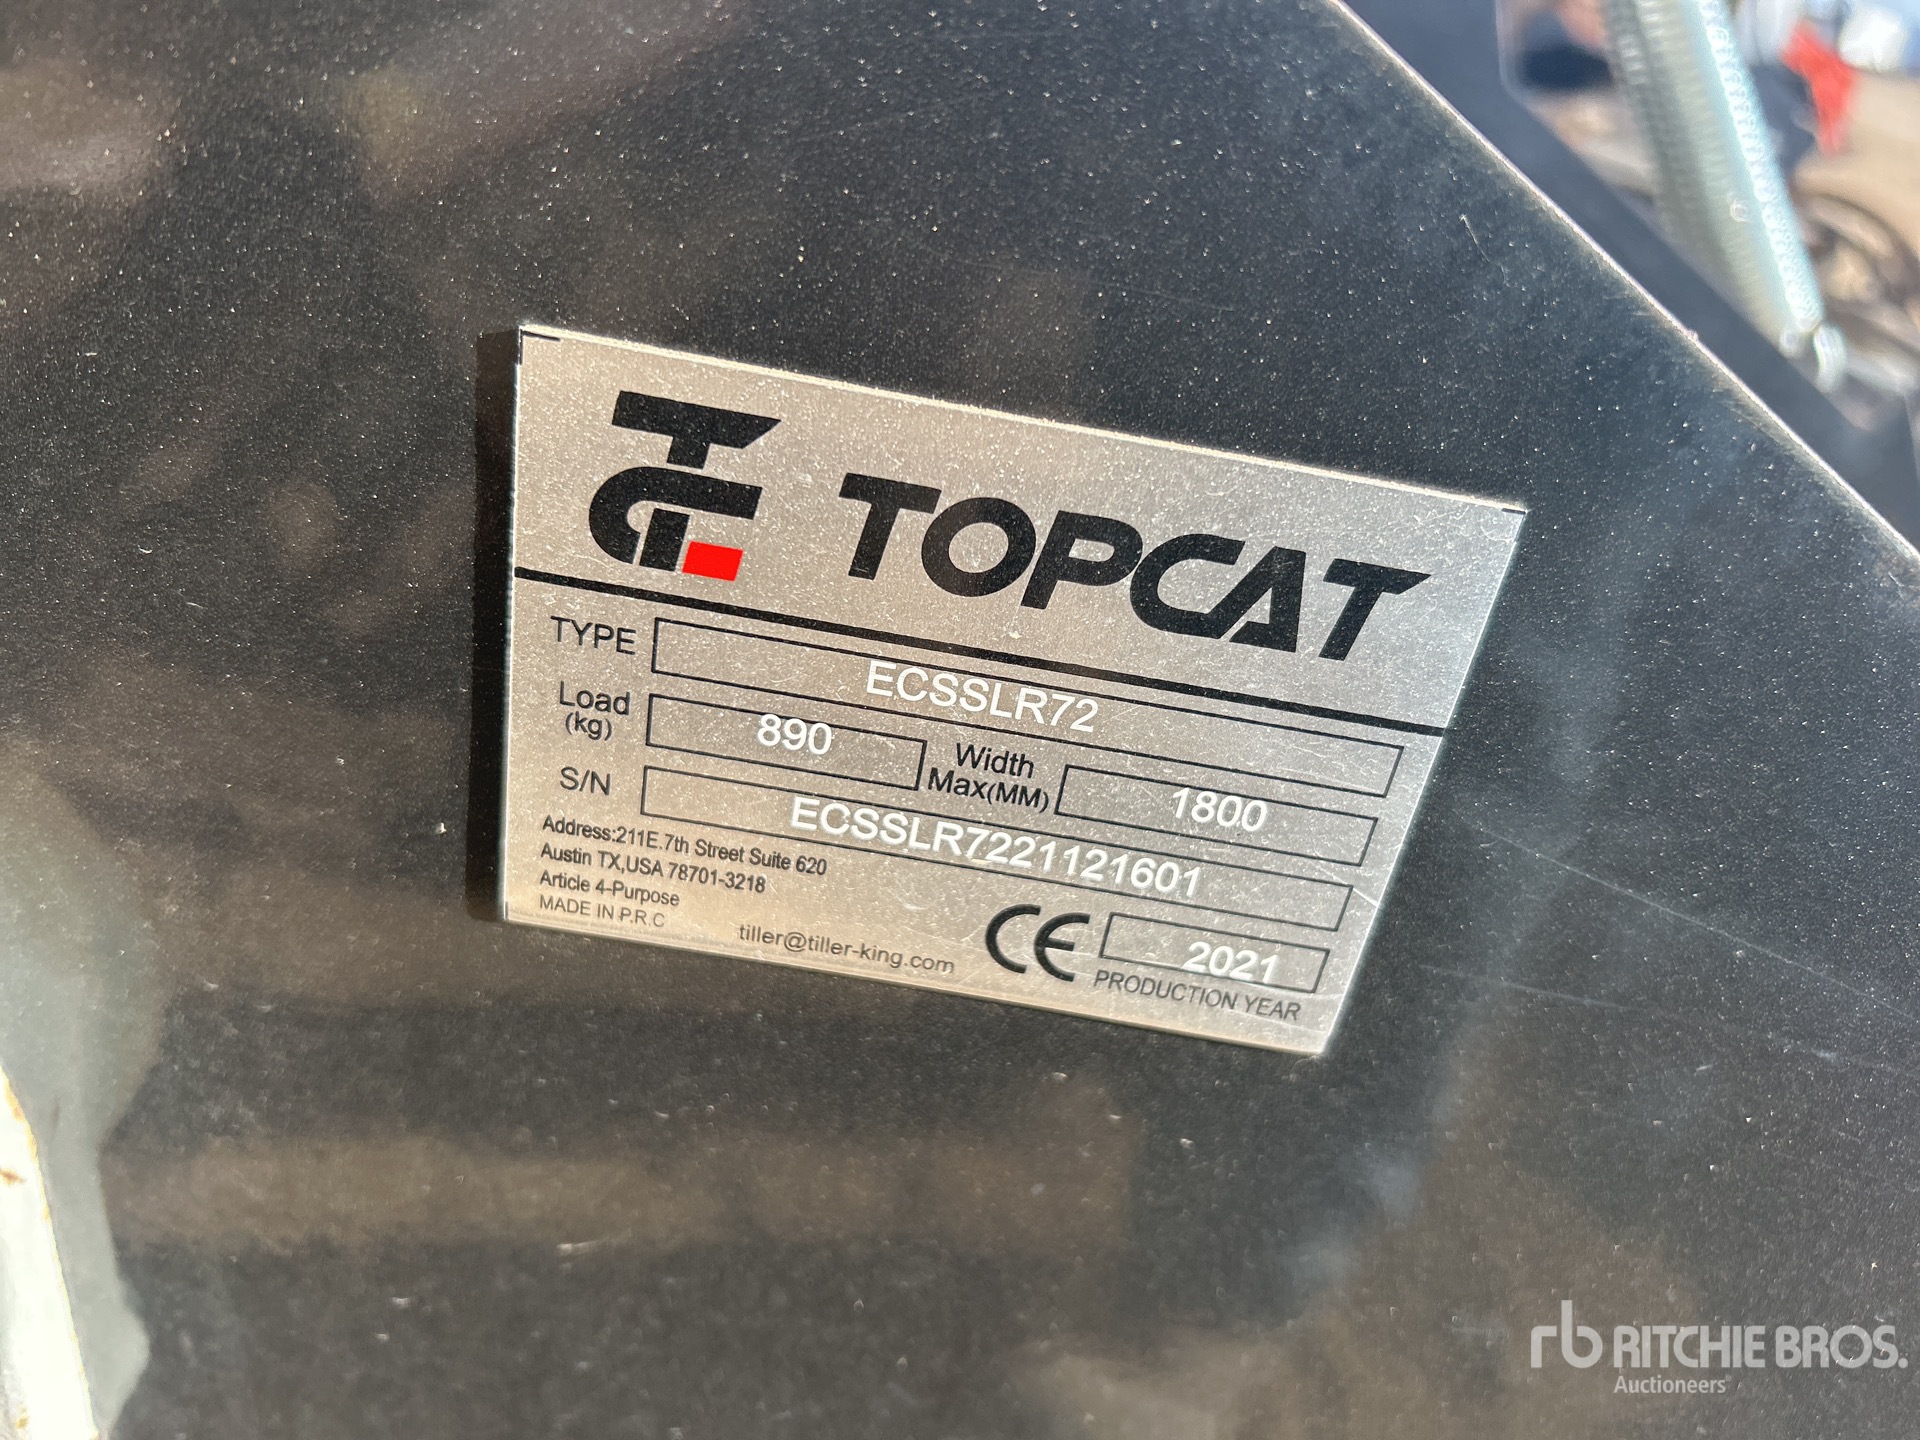 TOPCAT
TYPE ECSSLR72
Load (kg) 890 Width Max(MM) 1800
S/N ECSSLR7221121601
Address:211E.7th Street Suite 620
Austin TX,USA 78701-3218
Article 4-Purpose
MADE IN P.R.C
tiller@tiller-king.com
CE 2021
PRODUCTION YEAR
rb RITCHIE BROS.
Auctioneers